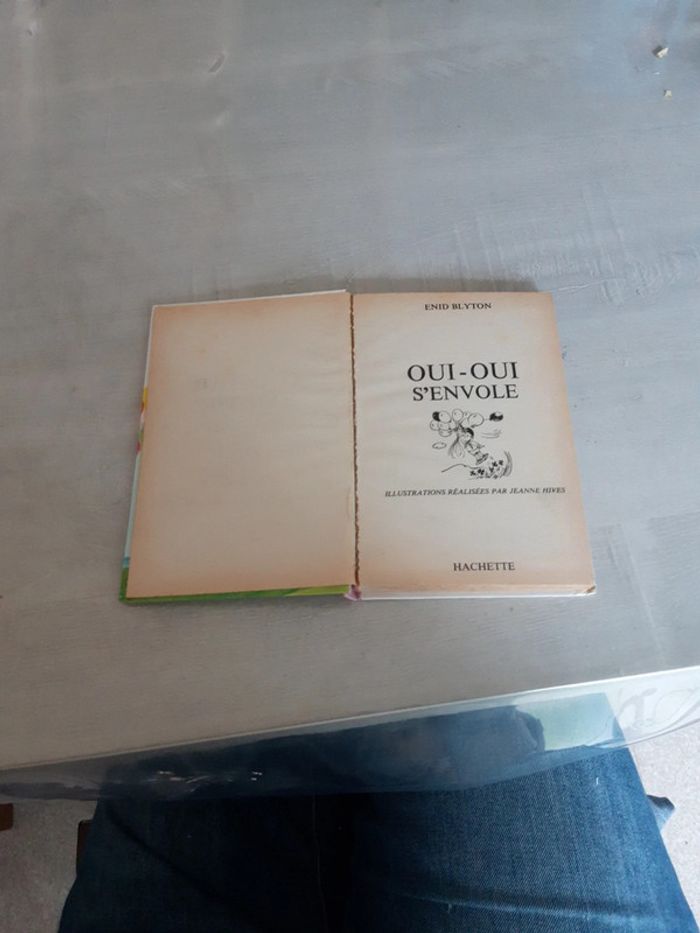 ENID BLYTON
OUI-OUI
S'ENVOLE
ILLUSTRATIONS RÉALISÉES PAR JEANNE HIVES
HACHETTE